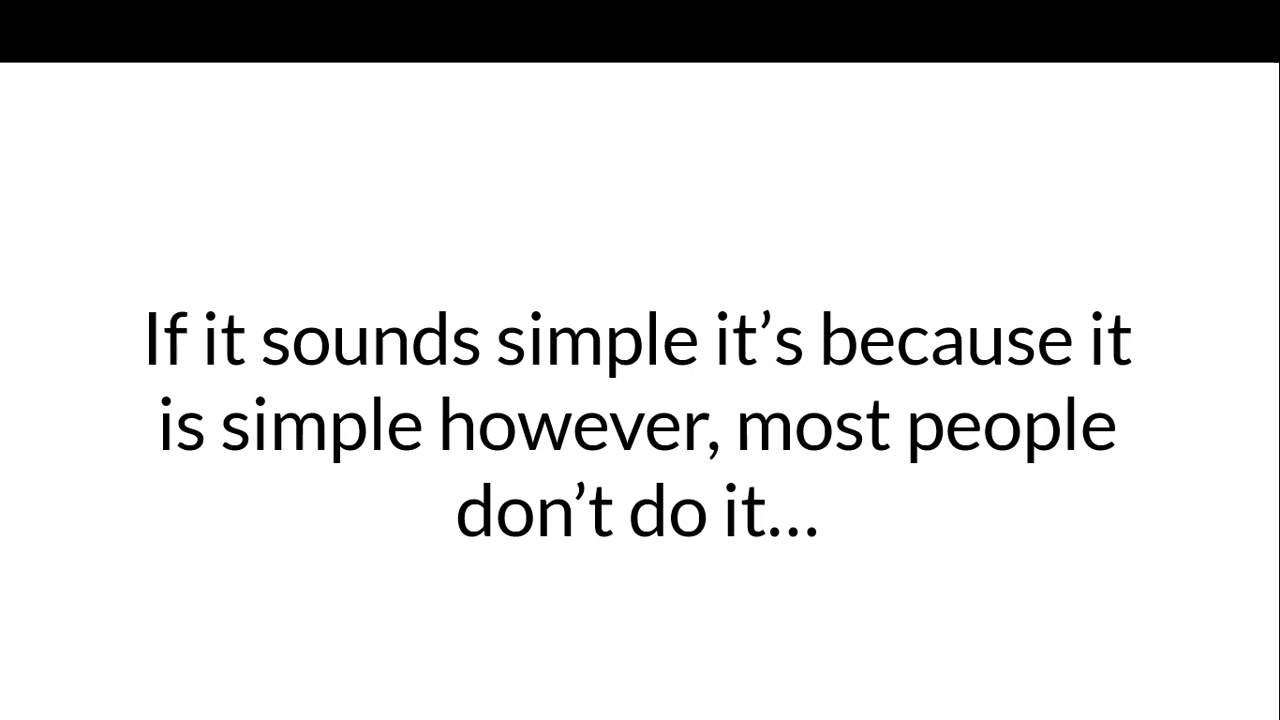 If it sounds simple it’s because it
is simple however, most people
don’t do it...